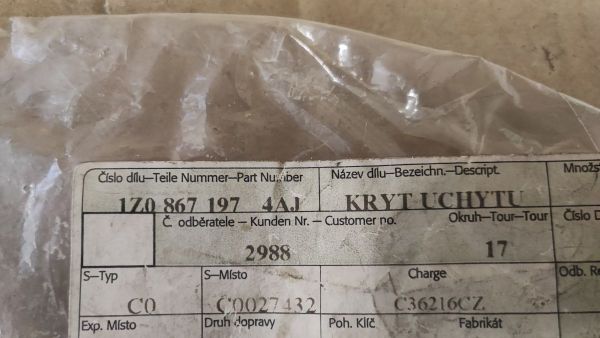 Číslo dílu–Teile Nummer–Part Number Název dílu–Bezeichn.–Descript.
1Z0 867 197 4AJ KRYT UCHYTU
Č. odběratele – Kunden Nr. – Customer no. Okruh–Tour–Tour
2988 17
S–Typ S–Místo Charge
C0 C0027432 C36216CZ
Exp. Místo Druh dopravy Poh. Klíč Fabrikát